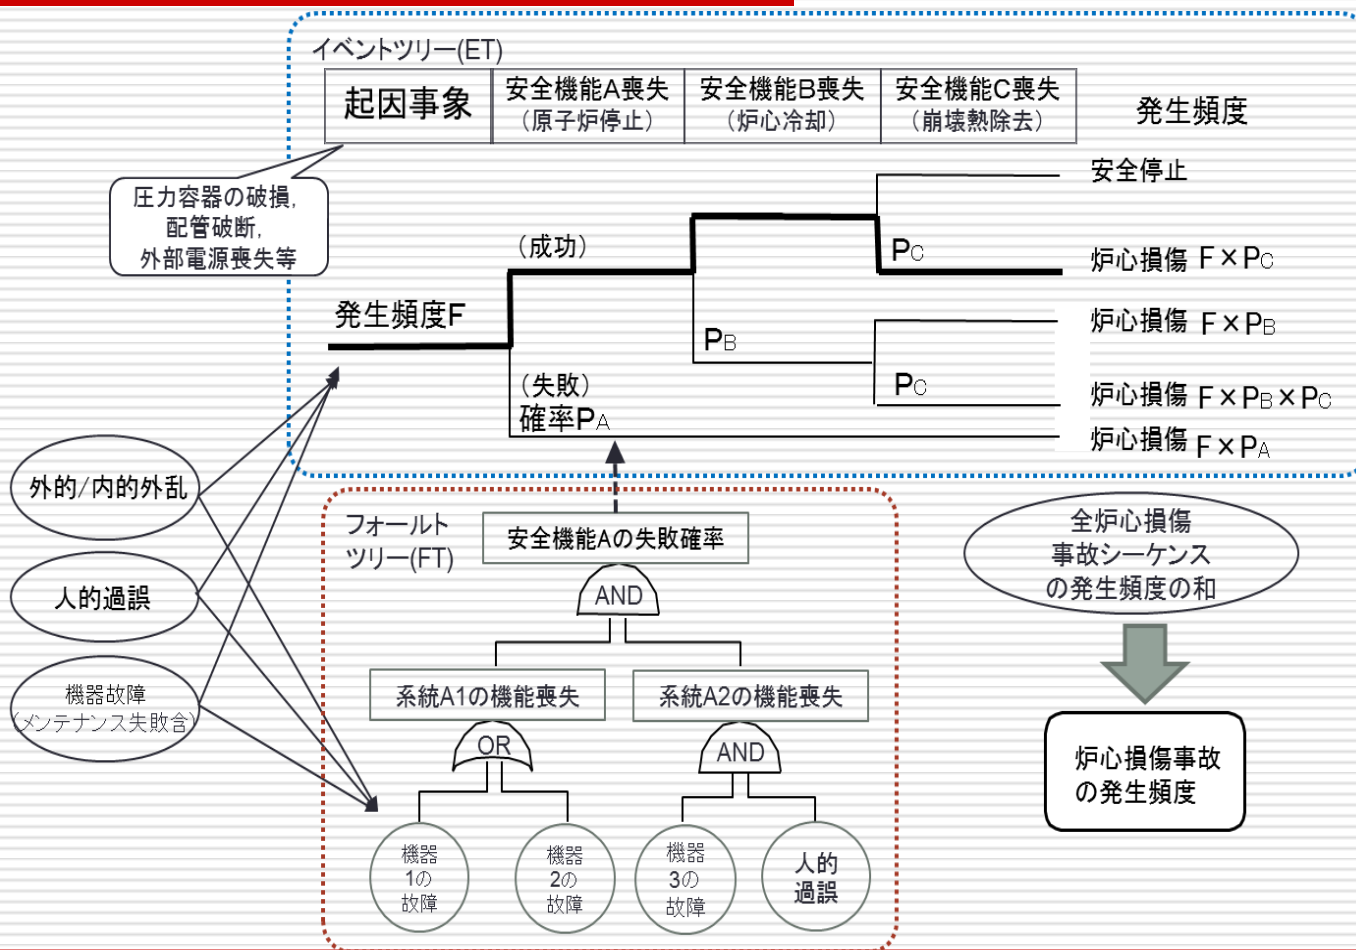 イベントツリー(ET)
起因事象
安全機能A喪失
（原子炉停止）
安全機能B喪失
（炉心冷却）
安全機能C喪失
（崩壊熱除去）
発生頻度
圧力容器の破損,
配管破断,
外部電源喪失等
安全停止
（成功）
PC
炉心損傷 F×PC
発生頻度F
炉心損傷 F×PB
PB
（失敗）
確率PA
PC
炉心損傷 F×PB×PC
炉心損傷 F×PA
外的/内的外乱
人的過誤
機器故障
（メンテナンス失敗含）
フォールト
ツリー(FT)
安全機能Aの失敗確率
AND
系統A1の機能喪失
系統A2の機能喪失
OR
AND
機器
1の
故障
機器
2の
故障
機器
3の
故障
人的
過誤
全炉心損傷
事故シーケンス
の発生頻度の和
炉心損傷事故
の発生頻度